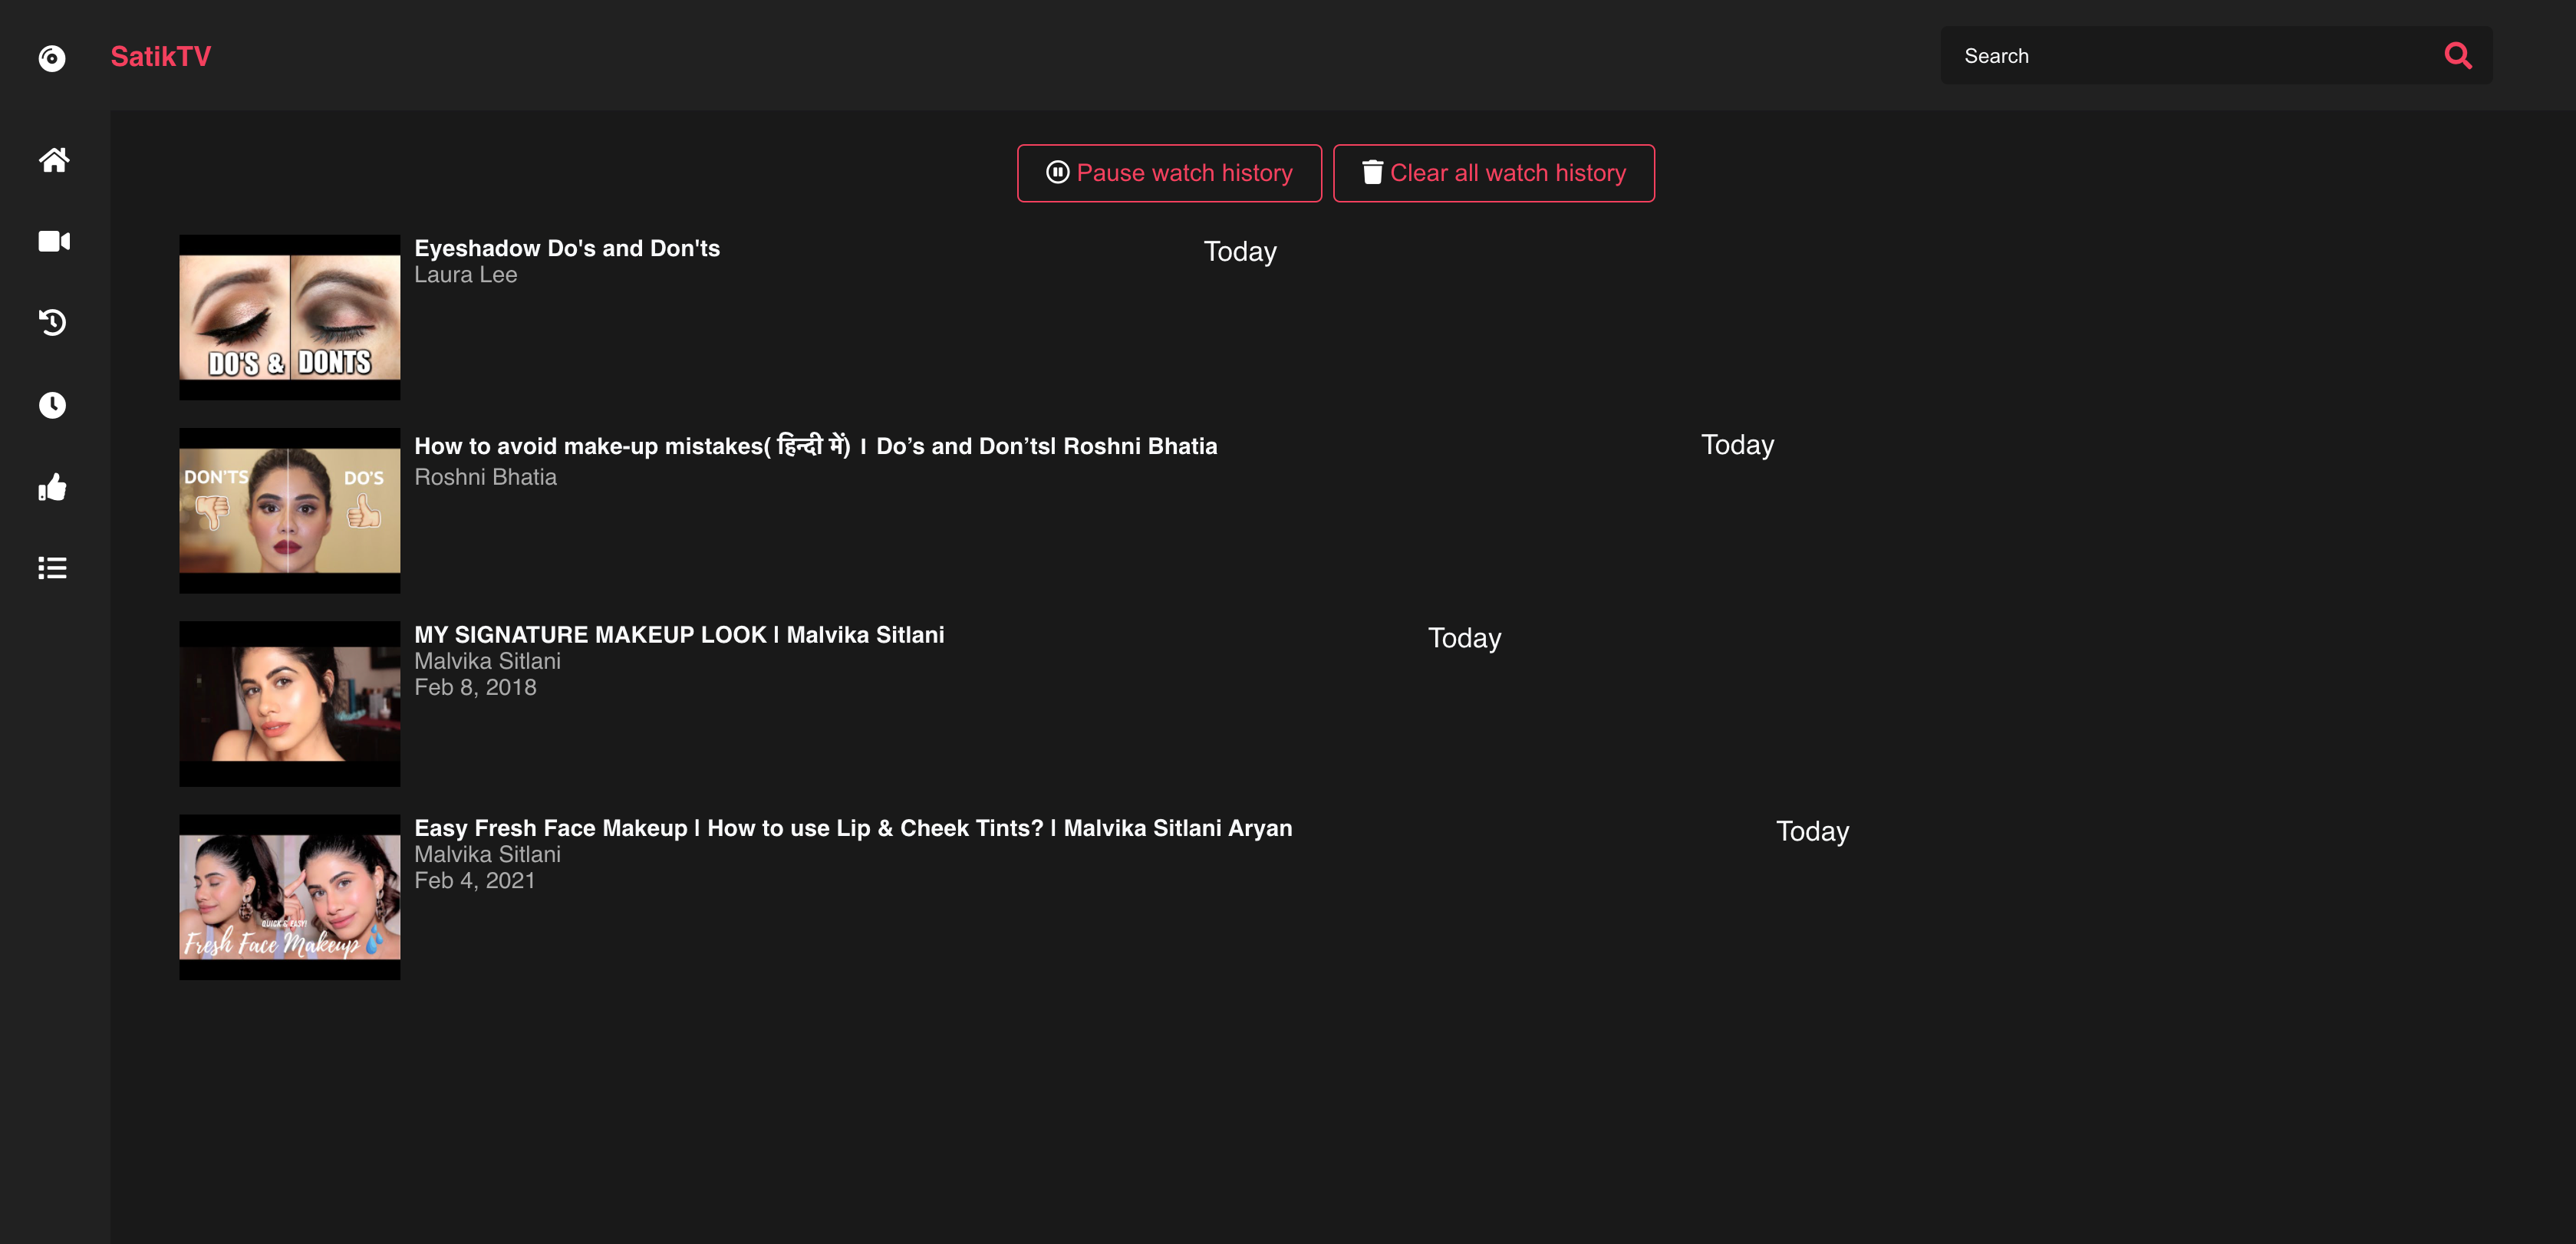 SatikTV
Search
Pause watch history
Clear all watch history
Eyeshadow Do's and Don'ts
Today
Laura Lee
DO'S & DONTS
How to avoid make-up mistakes( हिन्दी में) । Do’s and Don’tsl Roshni Bhatia
Today
Roshni Bhatia
DON'TS
DO'S
MY SIGNATURE MAKEUP LOOK | Malvika Sitlani
Today
Malvika Sitlani
Feb 8, 2018
Easy Fresh Face Makeup | How to use Lip & Cheek Tints? | Malvika Sitlani Aryan
Today
Malvika Sitlani
Feb 4, 2021
QUICK & EASY!
Fresh Face Makeup